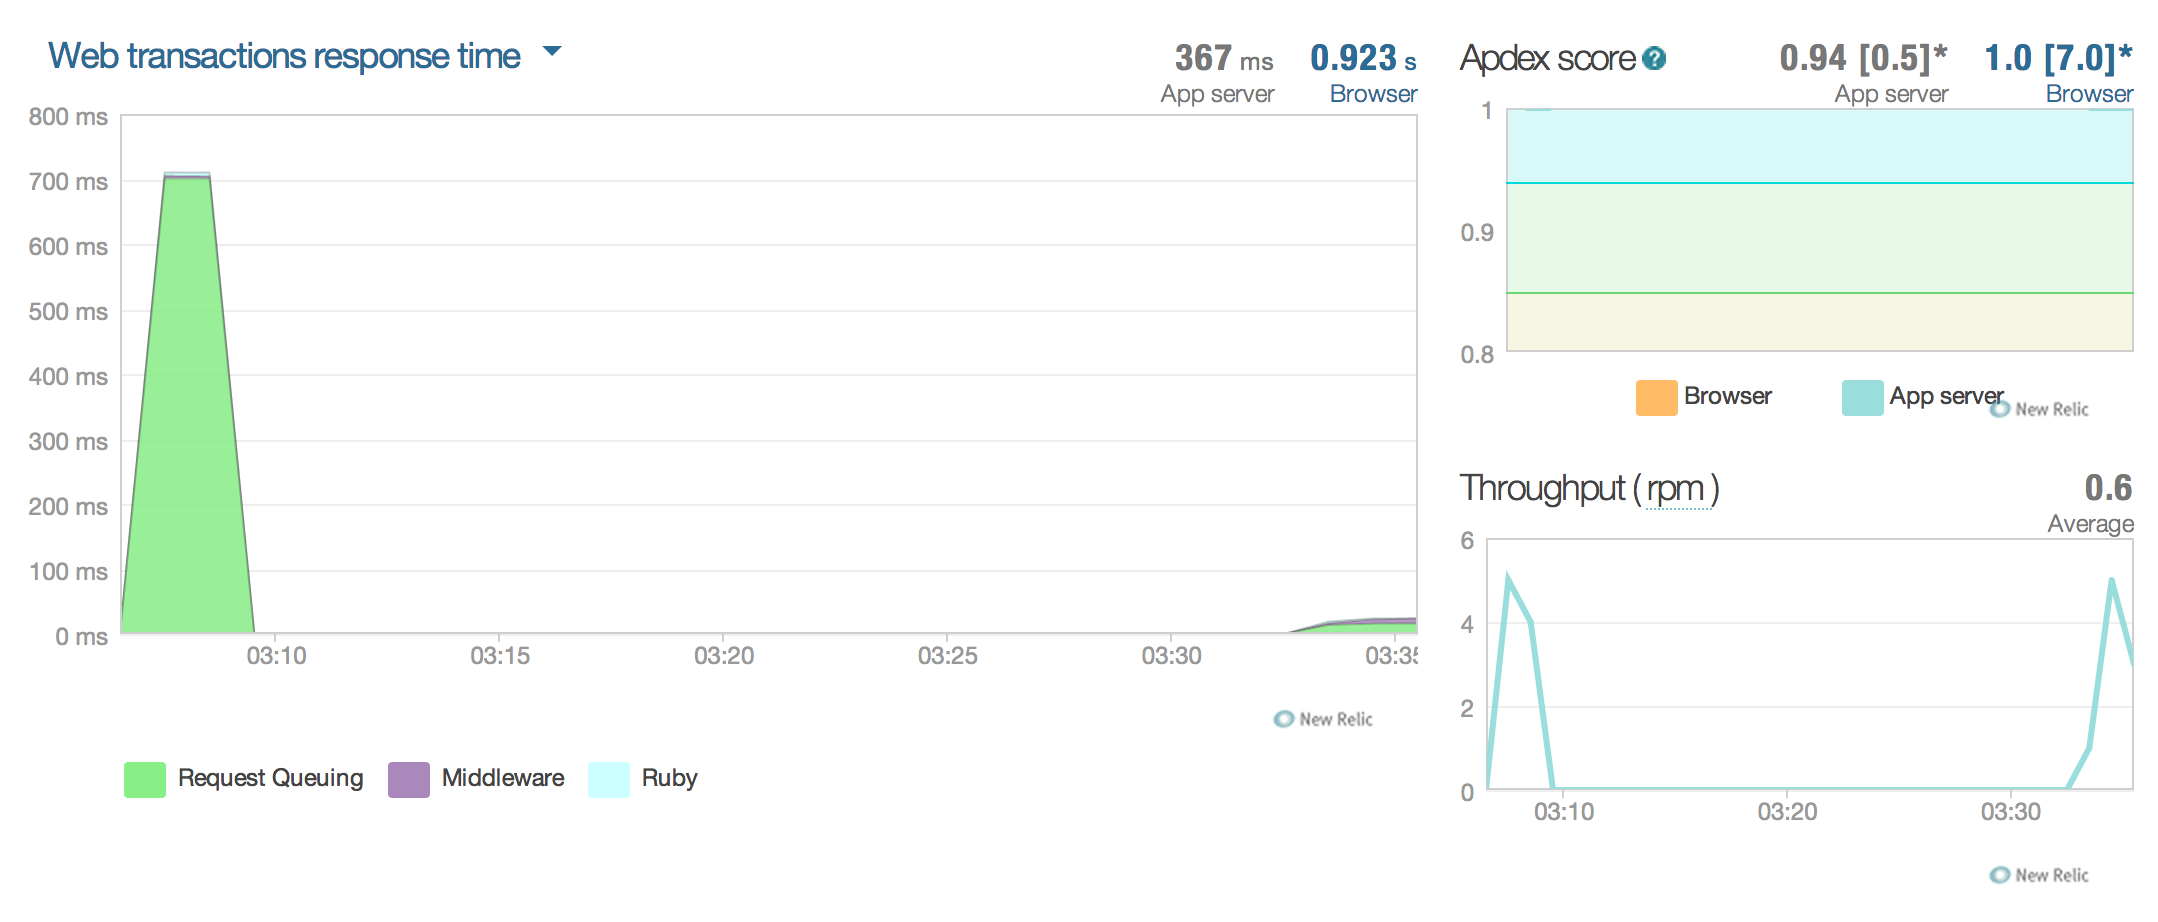 Web transactions response time
367 ms
App server
0.923 s
Browser
800 ms
700 ms
600 ms
500 ms
400 ms
300 ms
200 ms
100 ms
0 ms
03:10
03:15
03:20
03:25
03:30
03:35
New Relic
Request Queuing
Middleware
Ruby
Apdex score ?
0.94 [0.5]*
App server
1.0 [7.0]*
Browser
1
0.9
0.8
Browser
App server
New Relic
Throughput ( rpm )
0.6
Average
6
4
2
0
03:10
03:20
03:30
New Relic